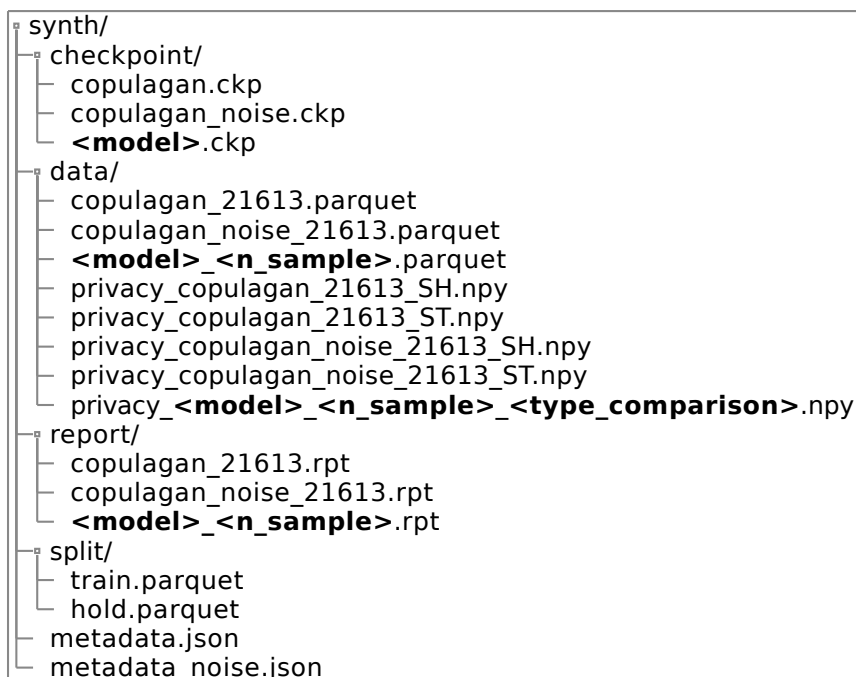 synth/
checkpoint/
copulagan.ckp
copulagan_noise.ckp
<model>.ckp
data/
copulagan_21613.parquet
copulagan_noise_21613.parquet
<model>_<n_sample>.parquet
privacy_copulagan_21613_SH.npy
privacy_copulagan_21613_ST.npy
privacy_copulagan_noise_21613_SH.npy
privacy_copulagan_noise_21613_ST.npy
privacy_<model>_<n_sample>_<type_comparison>.npy
report/
copulagan_21613.rpt
copulagan_noise_21613.rpt
<model>_<n_sample>.rpt
split/
train.parquet
hold.parquet
metadata.json
metadata_noise.json